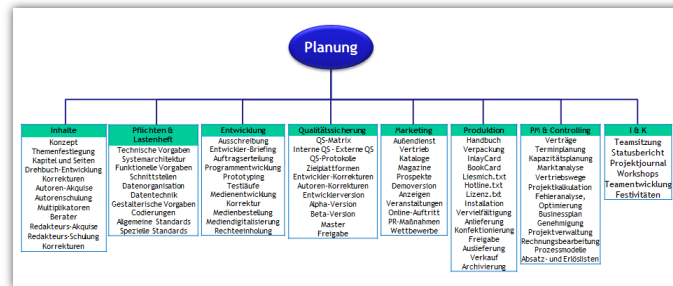 Planung
Inhalte
Konzept
Themenfestlegung
Kapitel und Seiten
Drehbuch-Entwicklung
Korrekturen
Autoren-Akquise
Autorenschulung
Multiplikatoren
Berater
Redakteurs-Akquise
Redakteurs-Schulung
Korrekturen
Pflichten &
Lastenheft
Technische Vorgaben
Systemarchitektur
Funktionelle Vorgaben
Schnittstellen
Datenorganisation
Datentechnik
Gestalterische Vorgaben
Codierungen
Allgemeine Standards
Spezielle Standards
Entwicklung
Ausschreibung
Entwickler-Briefing
Auftragserteilung
Programmentwicklung
Prototyping
Testläufe
Medienentwicklung
Korrektur
Medienbestellung
Mediendigitalisierung
Rechteeinholung
Qualitätssicherung
QS-Matrix
Interne QS - Externe QS
QS-Protokolle
Zielplattformen
Entwickler-Korrekturen
Autoren-Korrekturen
Entwicklerversion
Alpha-Version
Beta-Version
Master
Freigabe
Marketing
Außendienst
Vertrieb
Kataloge
Magazine
Prospekte
Demoversion
Anzeigen
Veranstaltungen
Online-Auftritt
PR-Maßnahmen
Wettbewerbe
Produktion
Handbuch
Verpackung
InlayCard
BookCard
Liesmich.txt
Hotline.txt
Lizenz.txt
Installation
Vervielfältigung
Anlieferung
Konfektionierung
Freigabe
Auslieferung
Verkauf
Archivierung
PM & Controlling
Verträge
Terminplanung
Kapazitätsplanung
Marktanalyse
Vertriebswege
Projektkalkulation
Fehleranalyse,
Optimierung
Businessplan
Genehmigung
Projektverwaltung
Rechnungsbearbeitung
Prozessmodelle
Absatz- und Erlöslisten
I & K
Teamsitzung
Statusbericht
Projektjournal
Workshops
Teamentwicklung
Festivitäten